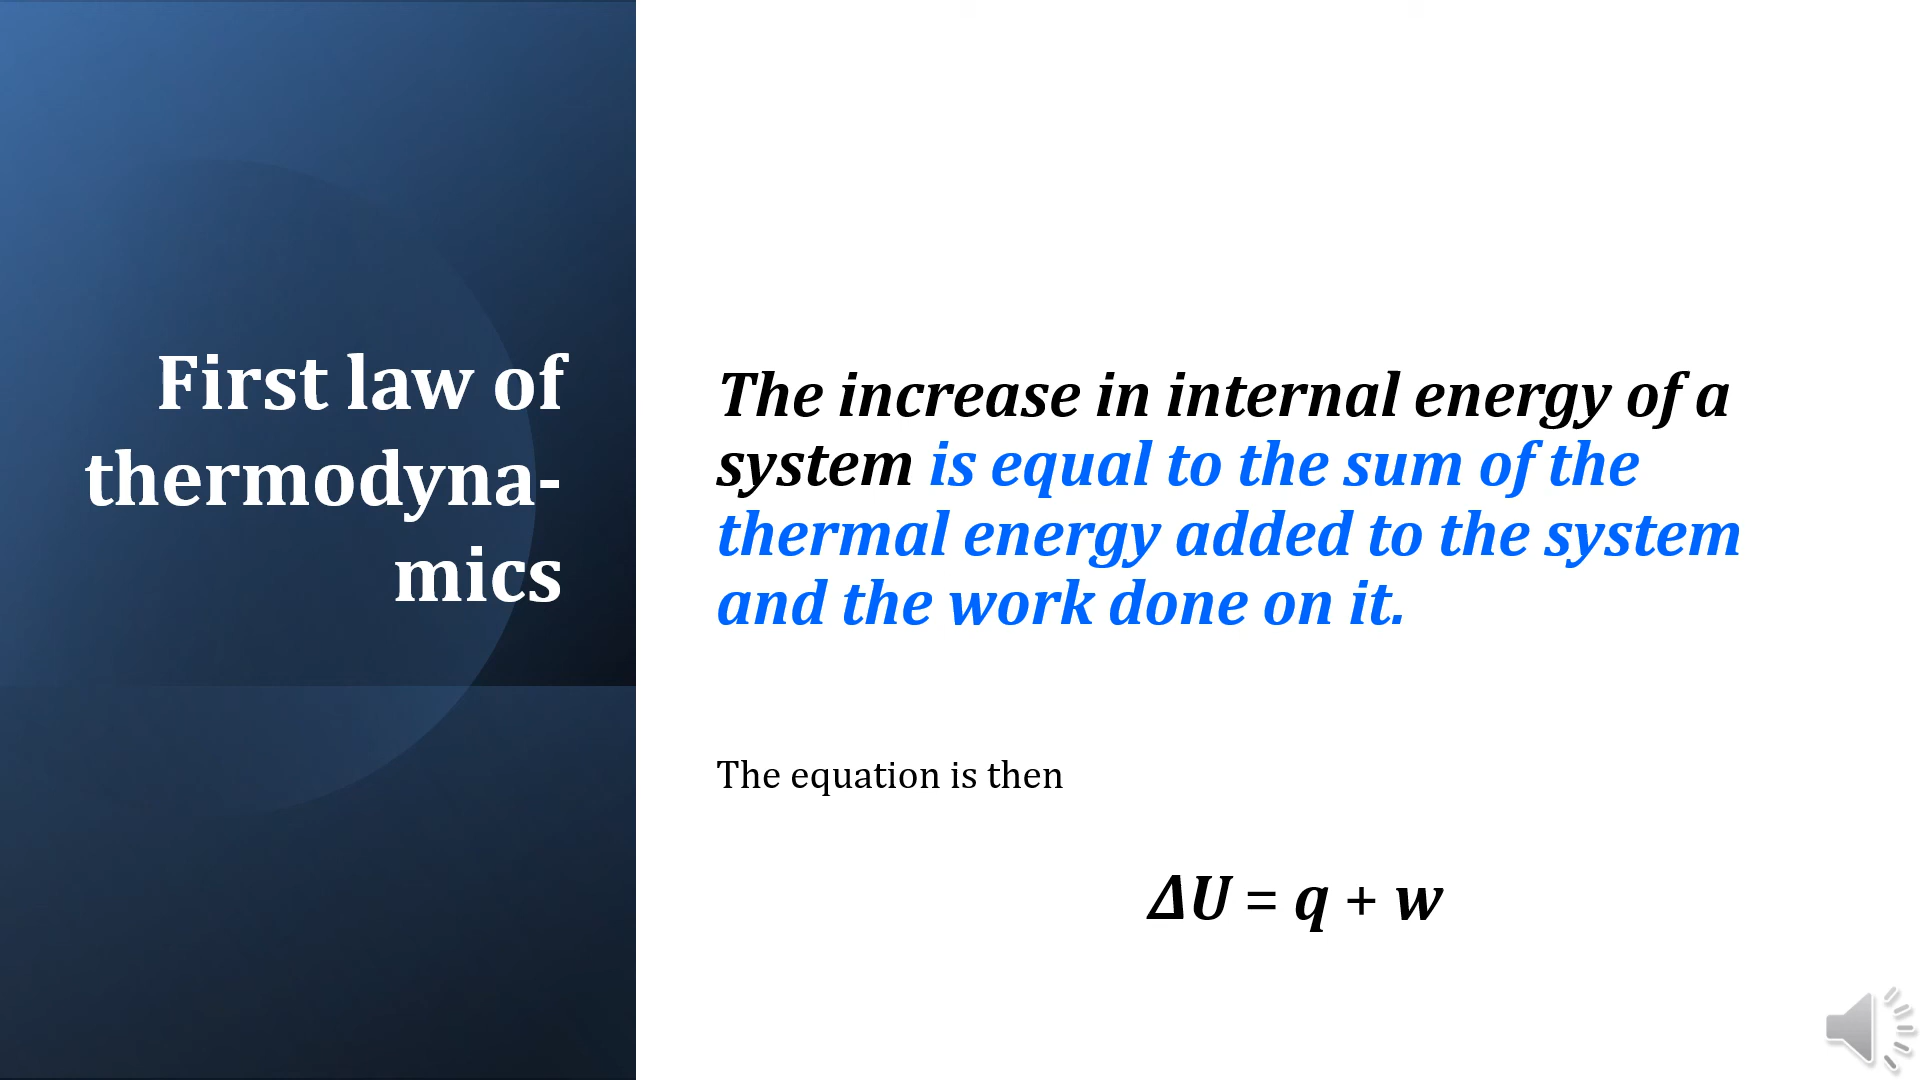 First law of
thermodyna-
mics
The increase in internal energy of a
system is equal to the sum of the
thermal energy added to the system
and the work done on it.
The equation is then
ΔU = q + w